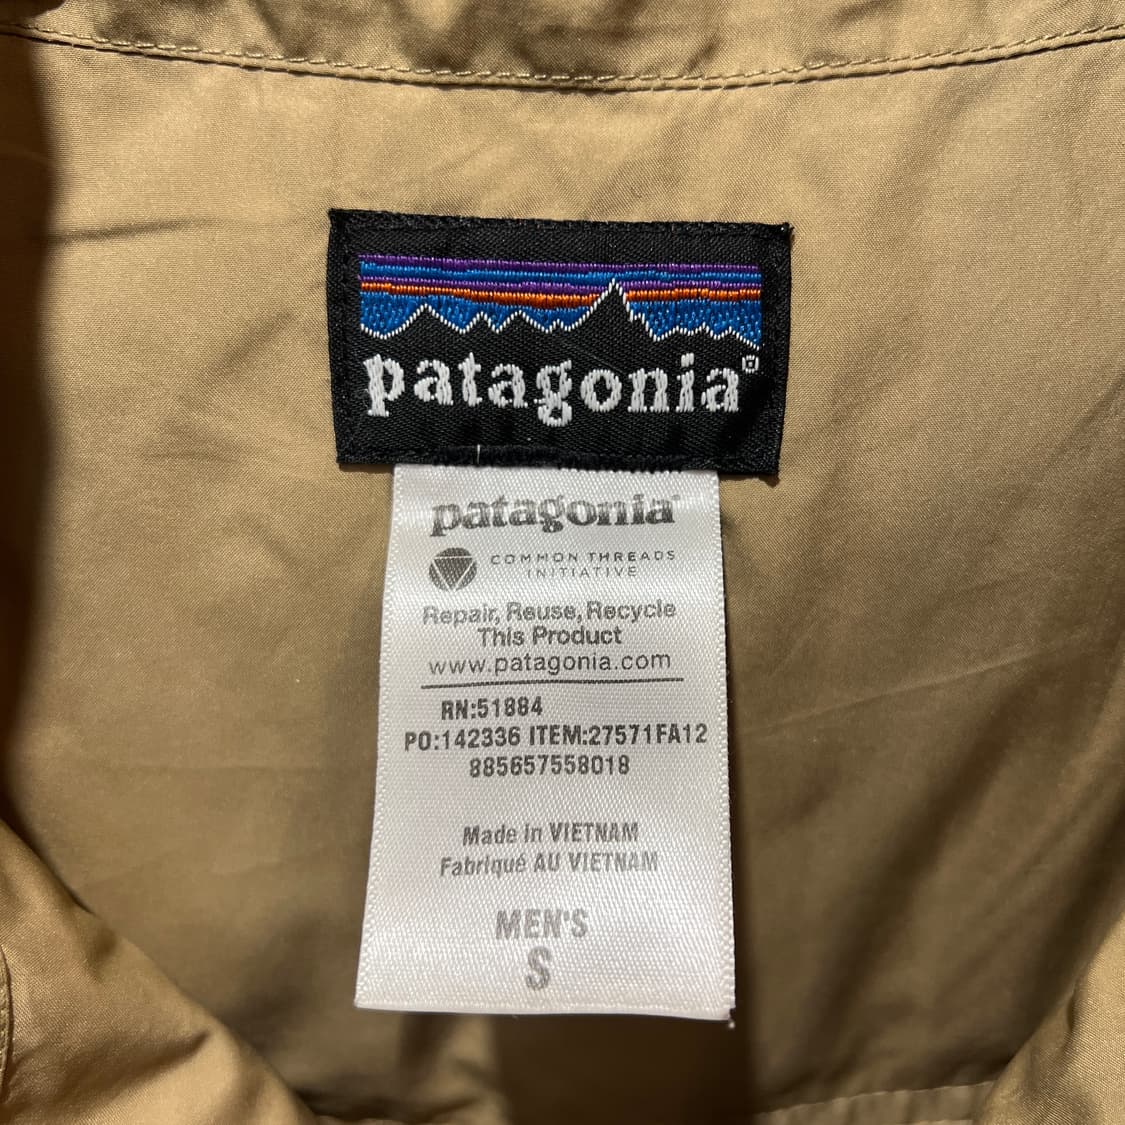 patagonia®
patagonia®
COMMON THREADS
INITIATIVE
Repair, Reuse, Recycle
This Product
www.patagonia.com
RN:51884
PO:142336 ITEM:27571FA12
885657558018
Made in VIETNAM
Fabriqué AU VIETNAM
MEN'S
S